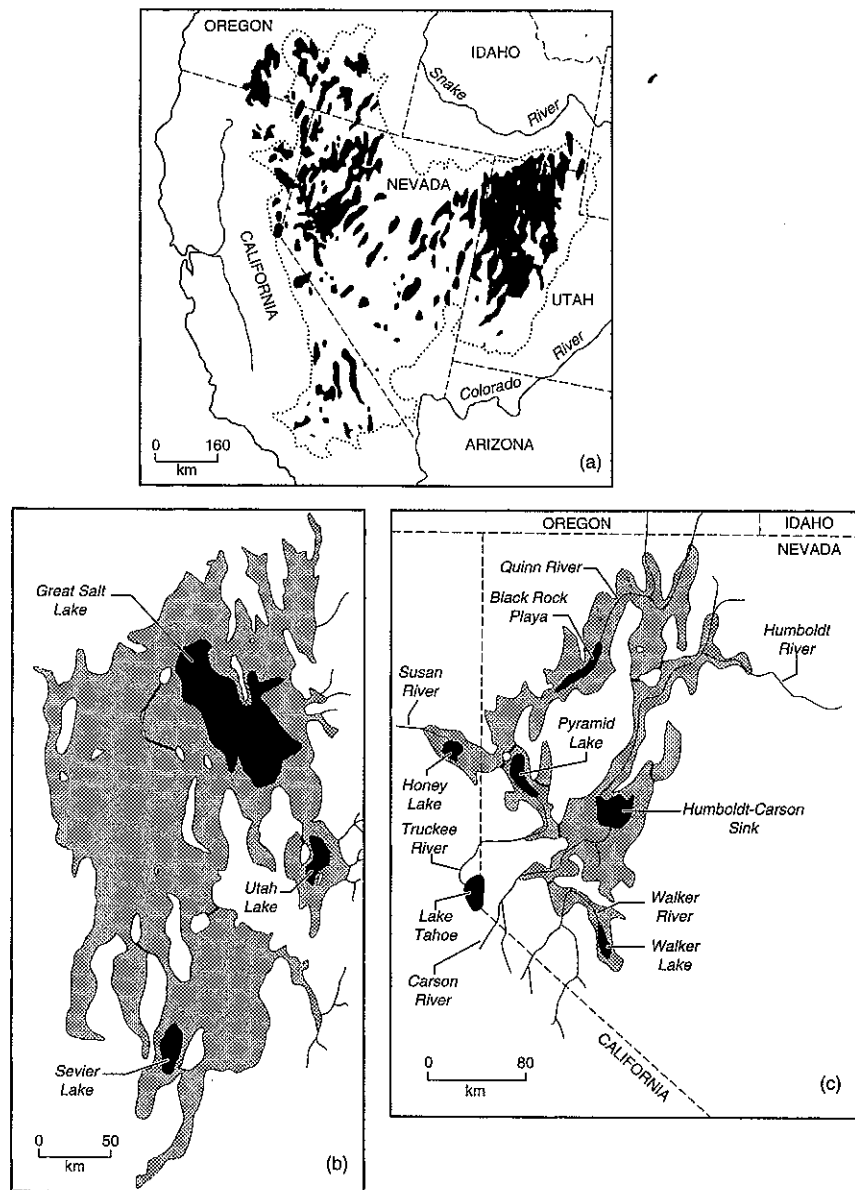 OREGON
IDAHO
Snake
River
NEVADA
CALIFORNIA
UTAH
Colorado
River
ARIZONA
0 160
km
(a)
Great Salt
Lake
Utah
Lake
Sevier
Lake
0 50
km
(b)
OREGON
IDAHO
NEVADA
Quinn River
Black Rock
Playa
Humboldt
River
Susan
River
Pyramid
Lake
Honey
Lake
Humboldt-Carson
Sink
Truckee
River
Lake
Tahoe
Walker
River
Walker
Lake
Carson
River
CALIFORNIA
0 80
km
(c)